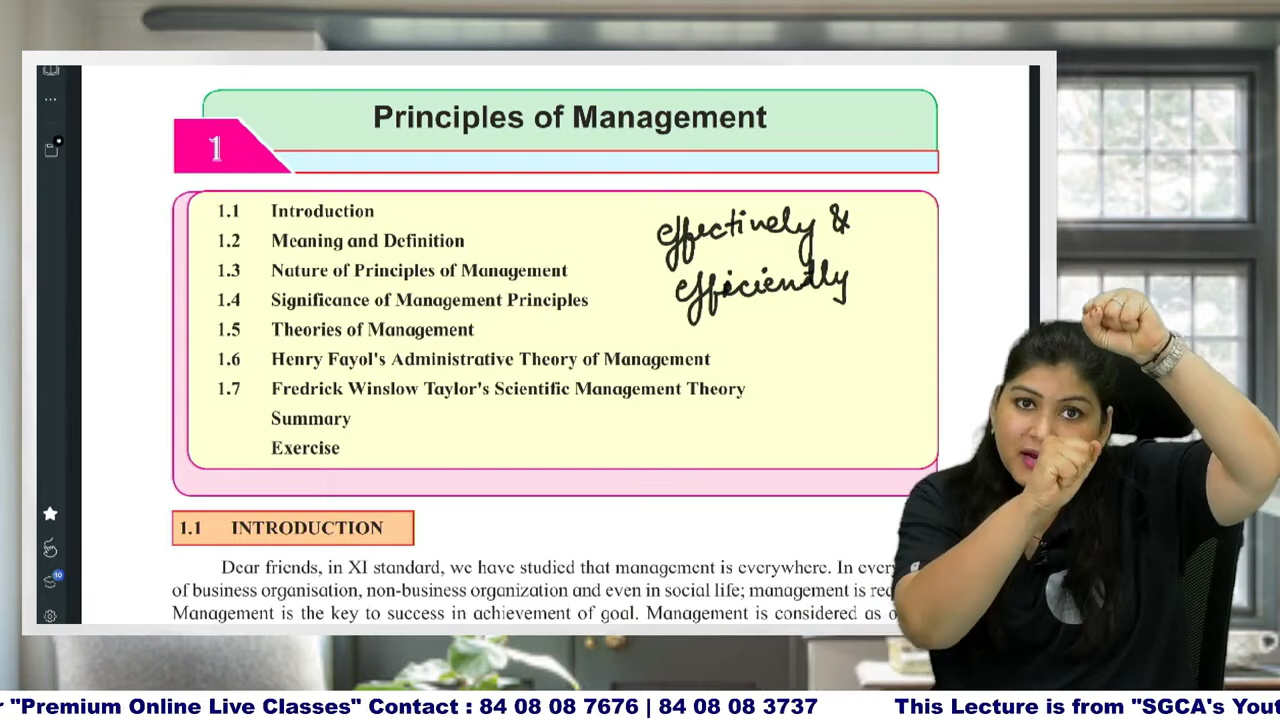 Principles of Management
1
1.1 Introduction
1.2 Meaning and Definition
1.3 Nature of Principles of Management
1.4 Significance of Management Principles
1.5 Theories of Management
1.6 Henry Fayol's Administrative Theory of Management
1.7 Fredrick Winslow Taylor's Scientific Management Theory
Summary
Exercise
effectively &
efficiently
1.1 INTRODUCTION
Dear friends, in XI standard, we have studied that management is everywhere. In every
of business organisation, non-business organization and even in social life; management is
Management is the key to success in achievement of goal. Management is considered as
10
"Premium Online Live Classes" Contact : 84 08 08 7676 | 84 08 08 3737 This Lecture is from "SGCA's